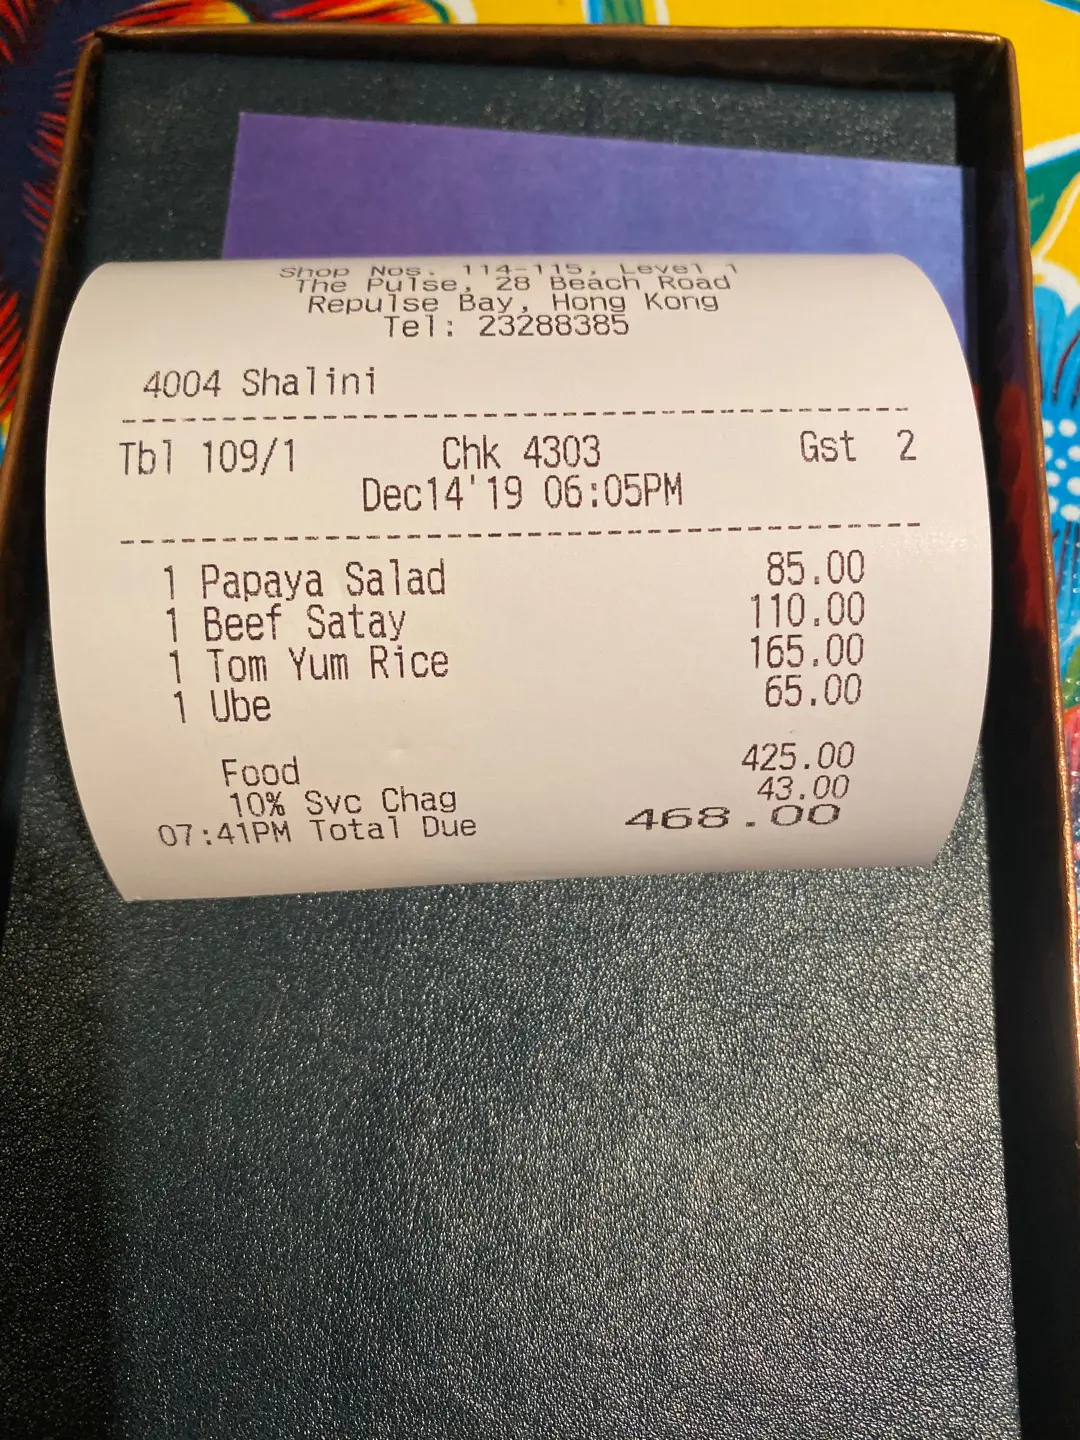 Shop Nos. 114-115, Level 1
The Pulse, 28 Beach Road
Repulse Bay, Hong Kong
Tel: 23288385
4004 Shalini
Tbl 109/1 Chk 4303 Gst 2
Dec14'19 06:05PM
1 Papaya Salad 85.00
1 Beef Satay 110.00
1 Tom Yum Rice 165.00
1 Ube 65.00
Food 425.00
10% Svc Chag 43.00
07:41PM Total Due 468.00